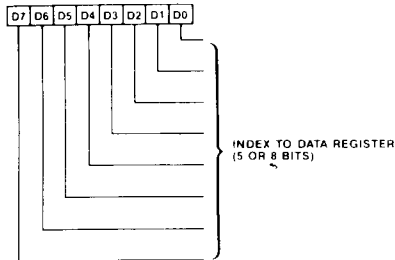 D7 D6 D5 D4 D3 D2 D1 D0
INDEX TO DATA REGISTER
(5 OR 8 BITS)